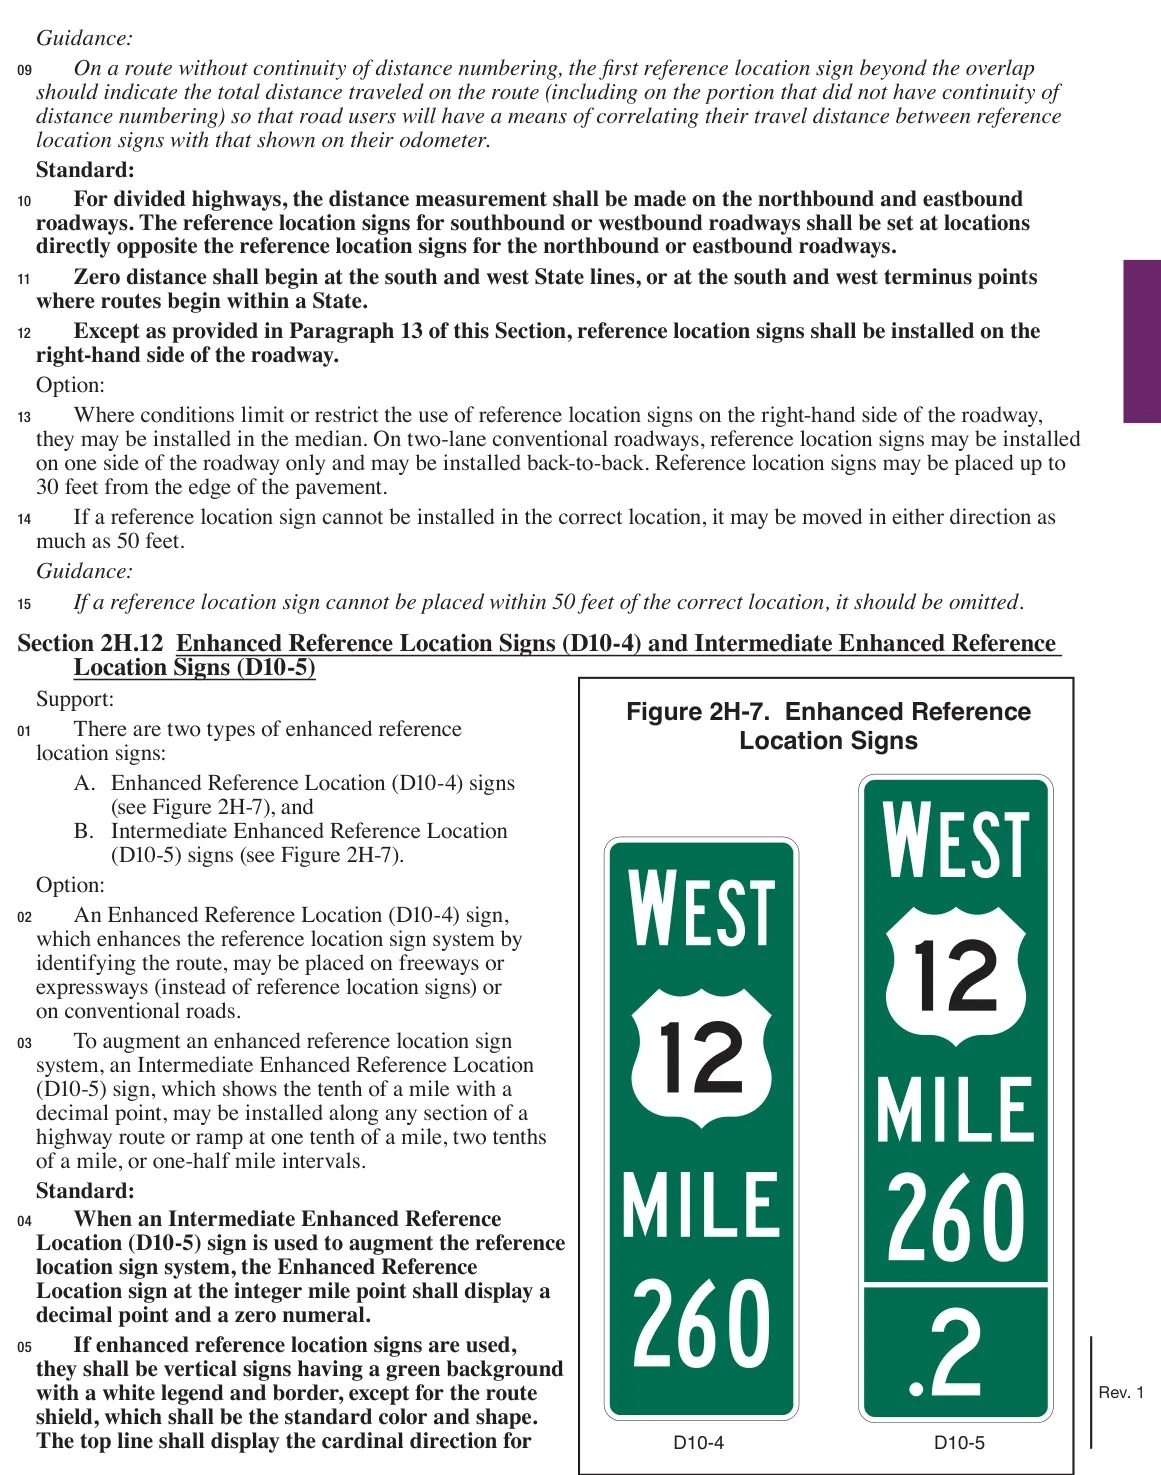 Guidance:
09 On a route without continuity of distance numbering, the first reference location sign beyond the overlap
should indicate the total distance traveled on the route (including on the portion that did not have continuity of
distance numbering) so that road users will have a means of correlating their travel distance between reference
location signs with that shown on their odometer.
Standard:
10 For divided highways, the distance measurement shall be made on the northbound and eastbound
roadways. The reference location signs for southbound or westbound roadways shall be set at locations
directly opposite the reference location signs for the northbound or eastbound roadways.
11 Zero distance shall begin at the south and west State lines, or at the south and west terminus points
where routes begin within a State.
12 Except as provided in Paragraph 13 of this Section, reference location signs shall be installed on the
right-hand side of the roadway.
Option:
13 Where conditions limit or restrict the use of reference location signs on the right-hand side of the roadway,
they may be installed in the median. On two-lane conventional roadways, reference location signs may be installed
on one side of the roadway only and may be installed back-to-back. Reference location signs may be placed up to
30 feet from the edge of the pavement.
14 If a reference location sign cannot be installed in the correct location, it may be moved in either direction as
much as 50 feet.
Guidance:
15 If a reference location sign cannot be placed within 50 feet of the correct location, it should be omitted.
Section 2H.12 Enhanced Reference Location Signs (D10-4) and Intermediate Enhanced Reference
Location Signs (D10-5)
Support:
01 There are two types of enhanced reference
location signs:
A. Enhanced Reference Location (D10-4) signs
(see Figure 2H-7), and
B. Intermediate Enhanced Reference Location
(D10-5) signs (see Figure 2H-7).
Option:
02 An Enhanced Reference Location (D10-4) sign,
which enhances the reference location sign system by
identifying the route, may be placed on freeways or
expressways (instead of reference location signs) or
on conventional roads.
03 To augment an enhanced reference location sign
system, an Intermediate Enhanced Reference Location
(D10-5) sign, which shows the tenth of a mile with a
decimal point, may be installed along any section of a
highway route or ramp at one tenth of a mile, two tenths
of a mile, or one-half mile intervals.
Standard:
04 When an Intermediate Enhanced Reference
Location (D10-5) sign is used to augment the reference
location sign system, the Enhanced Reference
Location sign at the integer mile point shall display a
decimal point and a zero numeral.
05 If enhanced reference location signs are used,
they shall be vertical signs having a green background
with a white legend and border, except for the route
shield, which shall be the standard color and shape.
The top line shall display the cardinal direction for
Figure 2H-7. Enhanced Reference
Location Signs
WEST
12
MILE
260
D10-4
WEST
12
MILE
260
.2
D10-5
Rev. 1